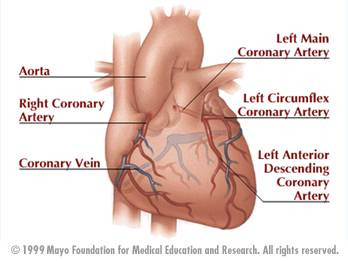 Left Main
Coronary Artery
Aorta
Right Coronary
Artery
Left Circumflex
Coronary Artery
Coronary Vein
Left Anterior
Descending
Coronary
Artery
© 1999 Mayo Foundation for Medical Education and Research. All rights reserved.